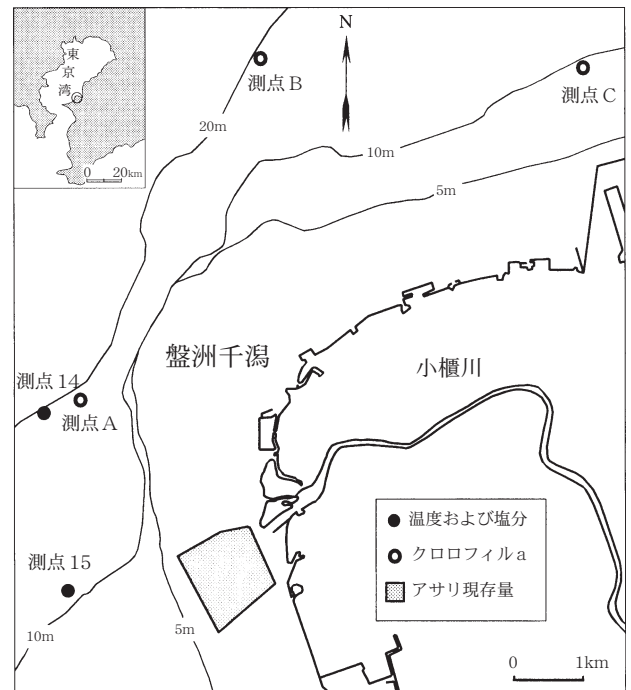 東京湾
0 20km
N
測点B
測点C
20m
10m
5m
盤洲干潟
小櫃川
測点14
測点A
測点15
10m
5m
温度および塩分
クロロフィルa
アサリ現存量
0 1km